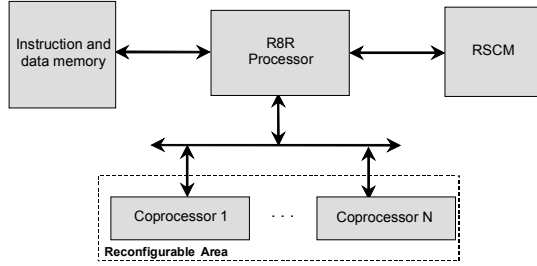 Instruction and
data memory
R8R
Processor
RSCM
Coprocessor 1
. . .
Coprocessor N
Reconfigurable Area